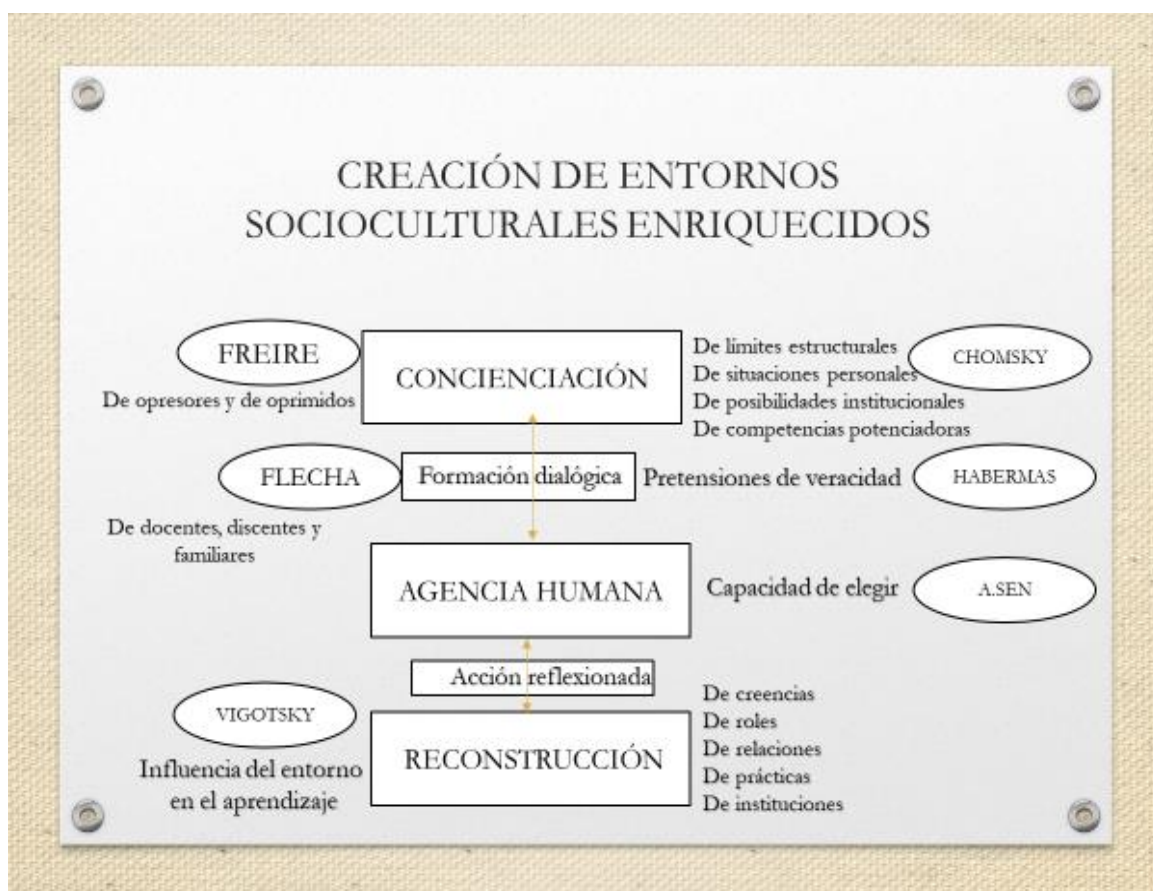 CREACIÓN DE ENTORNOS
SOCIOCULTURALES ENRIQUECIDOS
FREIRE
De opresores y de oprimidos
CONCIENCIACIÓN
De límites estructurales
De situaciones personales
De posibilidades institucionales
De competencias potenciadoras
CHOMSKY
FLECHA
De docentes, discentes y
familiares
Formación dialógica
Pretensiones de veracidad
HABERMAS
AGENCIA HUMANA
Capacidad de elegir
A.SEN
Acción reflexionada
VIGOTSKY
Influencia del entorno
en el aprendizaje
RECONSTRUCCIÓN
De creencias
De roles
De relaciones
De prácticas
De instituciones